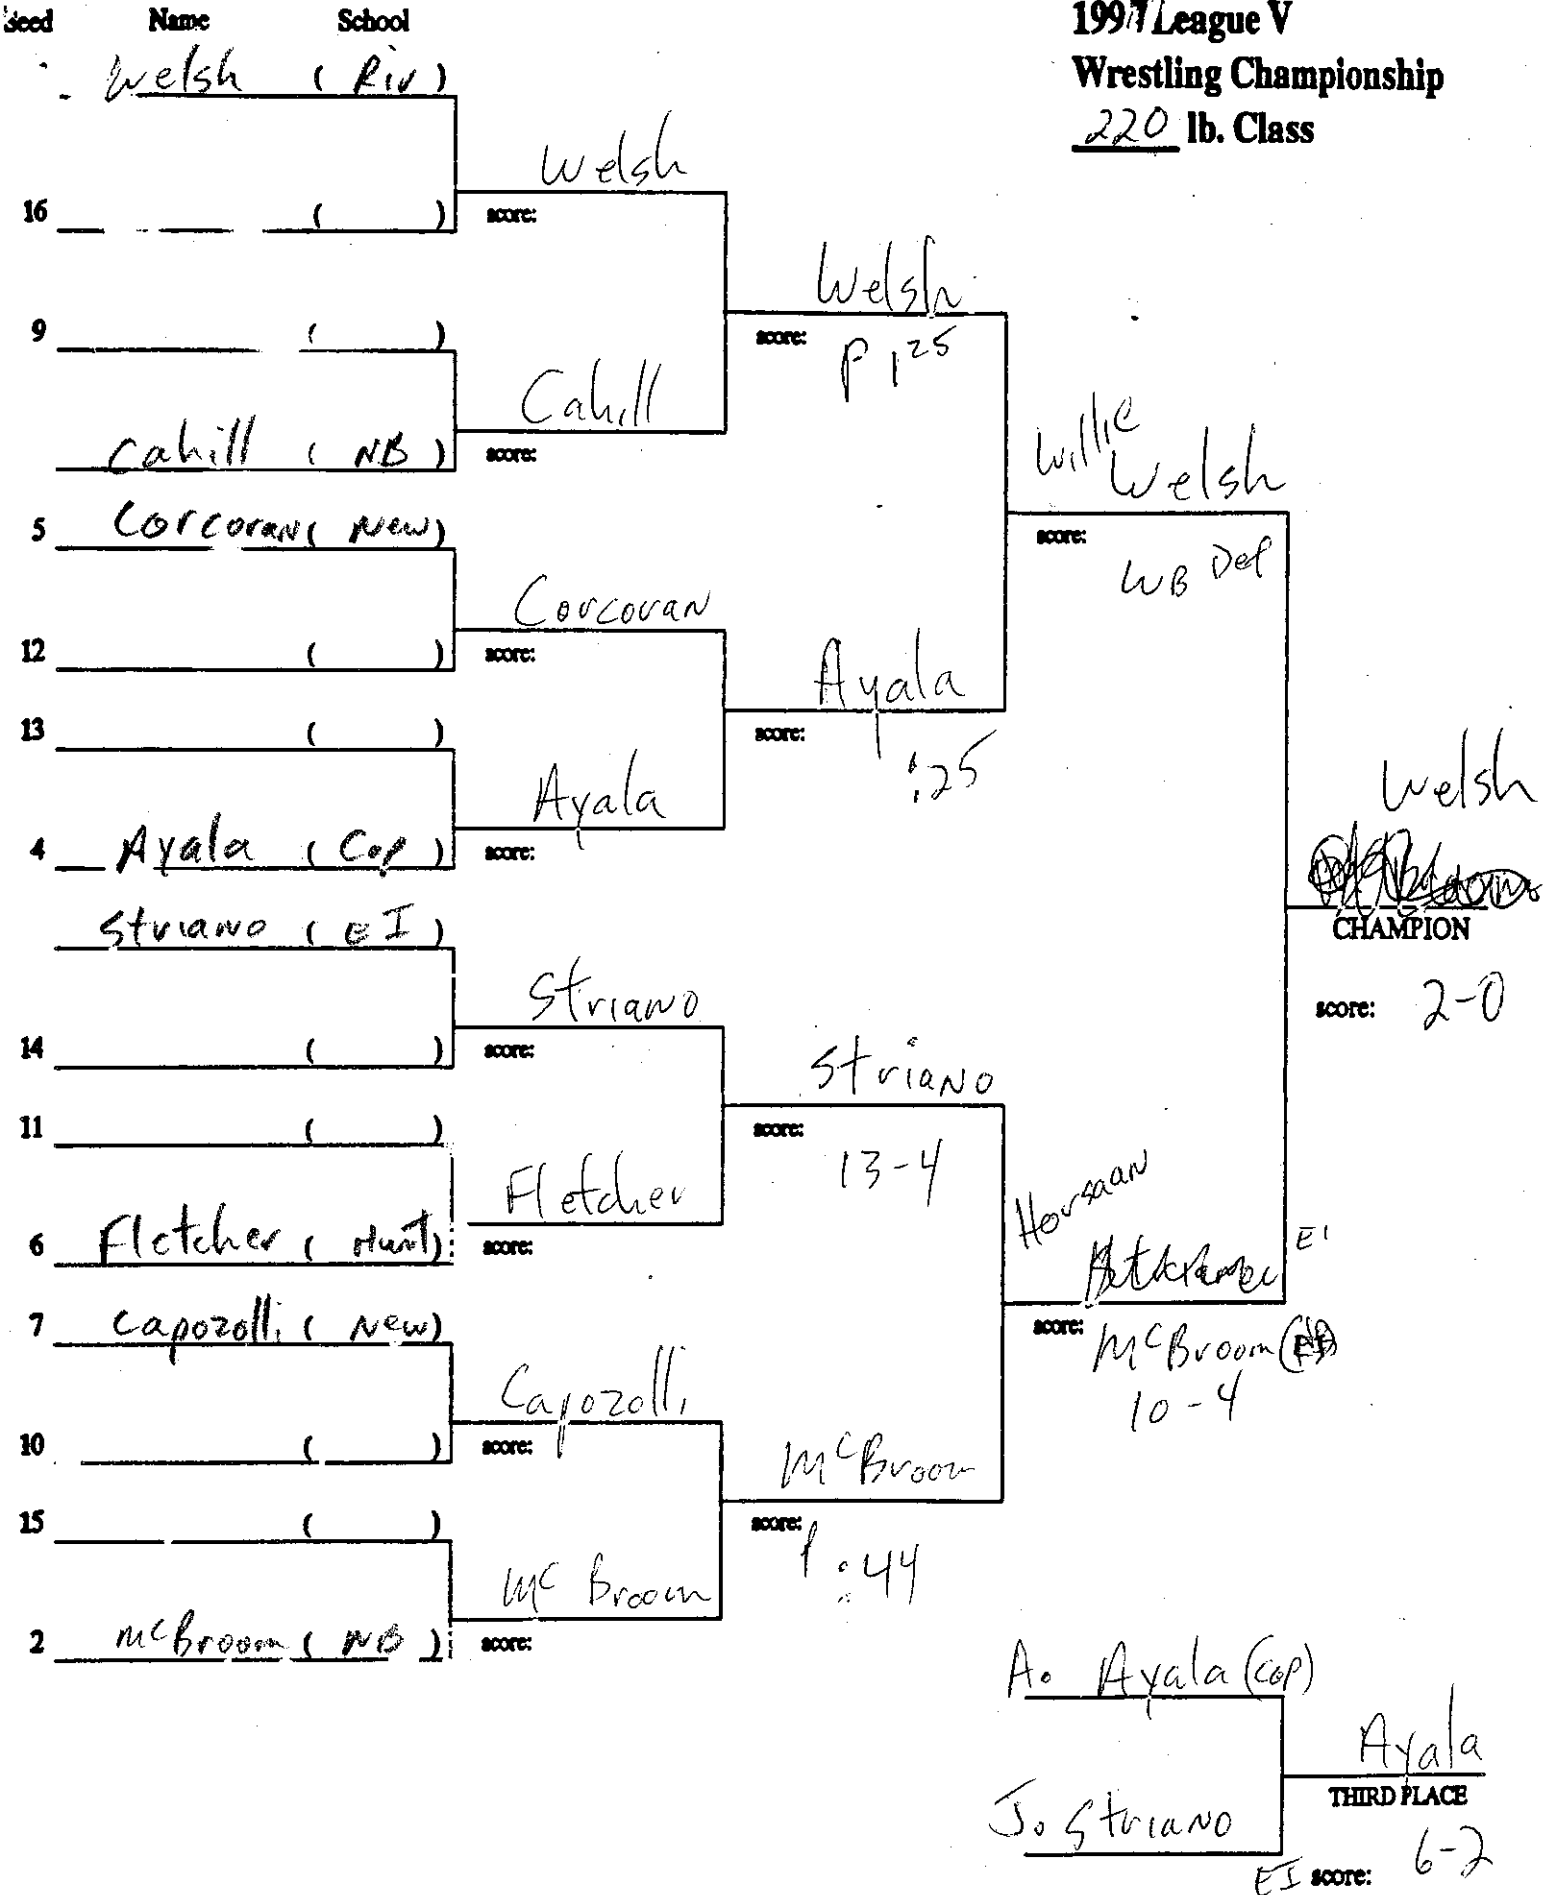 Seed Name School
1997 League V
Wrestling Championship
220 lb. Class
Welsh ( Riv )
16 ( )
9 ( )
Cahill ( NB )
5 Corcoran ( New )
12 ( )
13 ( )
4 Ayala ( Cop )
Striano ( EI )
14 ( )
11 ( )
6 Fletcher ( Hunt )
7 Capozolli ( New )
10 ( )
15 ( )
2 McBroom ( NB )
Welsh
score:
Cahill
score:
Corcoran
score:
Ayala
score:
Striano
score:
Fletcher
score:
Capozolli
score:
McBroom
score:
Welsh
score: P 1 25
Ayala
score: :25
Striano
score: 13-4
McBroom
score: P :44
Willie Welsh
score: WB Def
EI
score: McBroom
10-4
Welsh
CHAMPION
score: 2-0
A. Ayala (Cop)
J. Striano
EI
Ayala
THIRD PLACE
score: 6-2